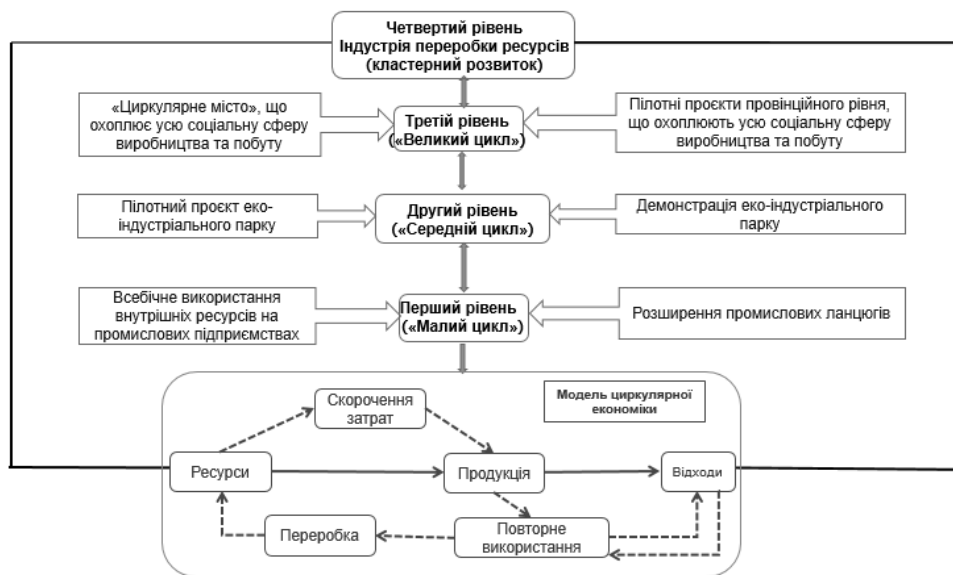 Четвертий рівень
Індустрія переробки ресурсів
(кластерний розвиток)
«Циркулярне місто», що
охоплює усю соціальну сферу
виробництва та побуту
Третій рівень
(«Великий цикл»)
Пілотні проєкти провінційного рівня,
що охоплюють усю соціальну сферу
виробництва та побуту
Пілотний проєкт еко-
індустріального парку
Другий рівень
(«Середній цикл»)
Демонстрація еко-індустріального
парку
Всебічне використання
внутрішніх ресурсів на
промислових підприємствах
Перший рівень
(«Малий цикл»)
Розширення промислових ланцюгів
Модель циркулярної
економіки
Скорочення
затрат
Ресурси
Продукція
Відходи
Переробка
Повторне
використання